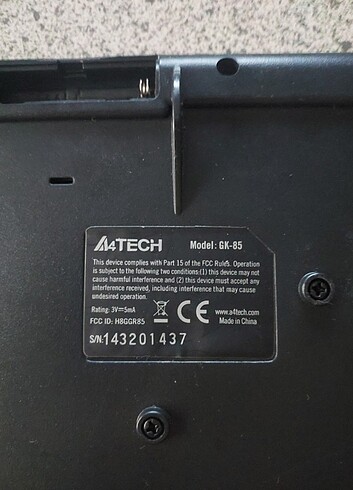 A4TECH Model: GK-85
This device complies with Part 15 of the FCC Rules. Operation
is subject to the following two conditions:(1) this device may not
cause harmful interference and (2) this device must accept any
interference received, including interference that may cause
undesired operation.
Rating: 3V⎓5mA
FCC ID: H8GGR85
CE
www.a4tech.com
Made in China
S/N:143201437